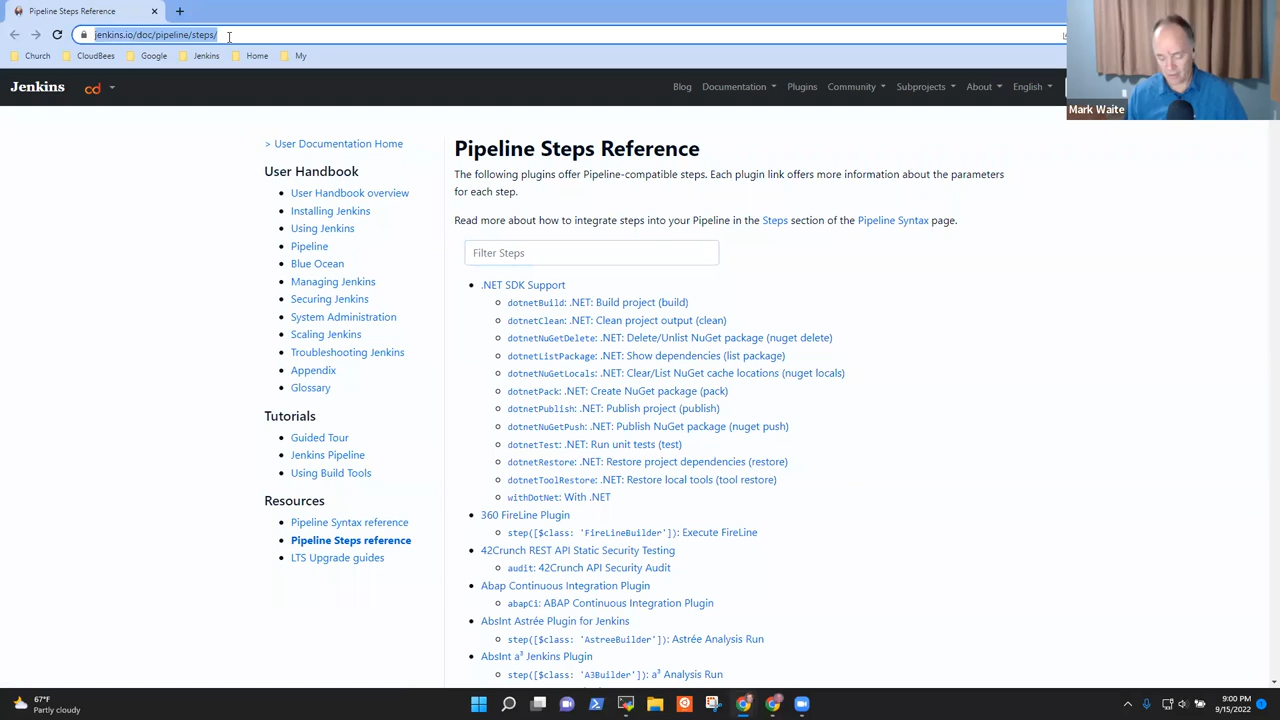 Pipeline Steps Reference
jenkins.io/doc/pipeline/steps/
Church
CloudBees
Google
Jenkins
Home
My
Jenkins
cd
Blog
Documentation
Plugins
Community
Subprojects
About
English
Mark Waite
> User Documentation Home
User Handbook
User Handbook overview
Installing Jenkins
Using Jenkins
Pipeline
Blue Ocean
Managing Jenkins
Securing Jenkins
System Administration
Scaling Jenkins
Troubleshooting Jenkins
Appendix
Glossary
Tutorials
Guided Tour
Jenkins Pipeline
Using Build Tools
Resources
Pipeline Syntax reference
Pipeline Steps reference
LTS Upgrade guides
Pipeline Steps Reference
The following plugins offer Pipeline-compatible steps. Each plugin link offers more information about the parameters
for each step.
Read more about how to integrate steps into your Pipeline in the Steps section of the Pipeline Syntax page.
Filter Steps
.NET SDK Support
dotnetBuild: .NET: Build project (build)
dotnetClean: .NET: Clean project output (clean)
dotnetNuGetDelete: .NET: Delete/Unlist NuGet package (nuget delete)
dotnetListPackage: .NET: Show dependencies (list package)
dotnetNuGetLocals: .NET: Clear/List NuGet cache locations (nuget locals)
dotnetPack: .NET: Create NuGet package (pack)
dotnetPublish: .NET: Publish project (publish)
dotnetNuGetPush: .NET: Publish NuGet package (nuget push)
dotnetTest: .NET: Run unit tests (test)
dotnetRestore: .NET: Restore project dependencies (restore)
dotnetToolRestore: .NET: Restore local tools (tool restore)
withDotNet: With .NET
360 FireLine Plugin
step([$class: 'FireLineBuilder']): Execute FireLine
42Crunch REST API Static Security Testing
audit: 42Crunch API Security Audit
Abap Continuous Integration Plugin
abapCi: ABAP Continuous Integration Plugin
AbsInt Astrée Plugin for Jenkins
step([$class: 'AstreeBuilder']): Astrée Analysis Run
AbsInt a³ Jenkins Plugin
step([$class: 'A3Builder']): a³ Analysis Run
67°F
Partly cloudy
9:00 PM
9/15/2022